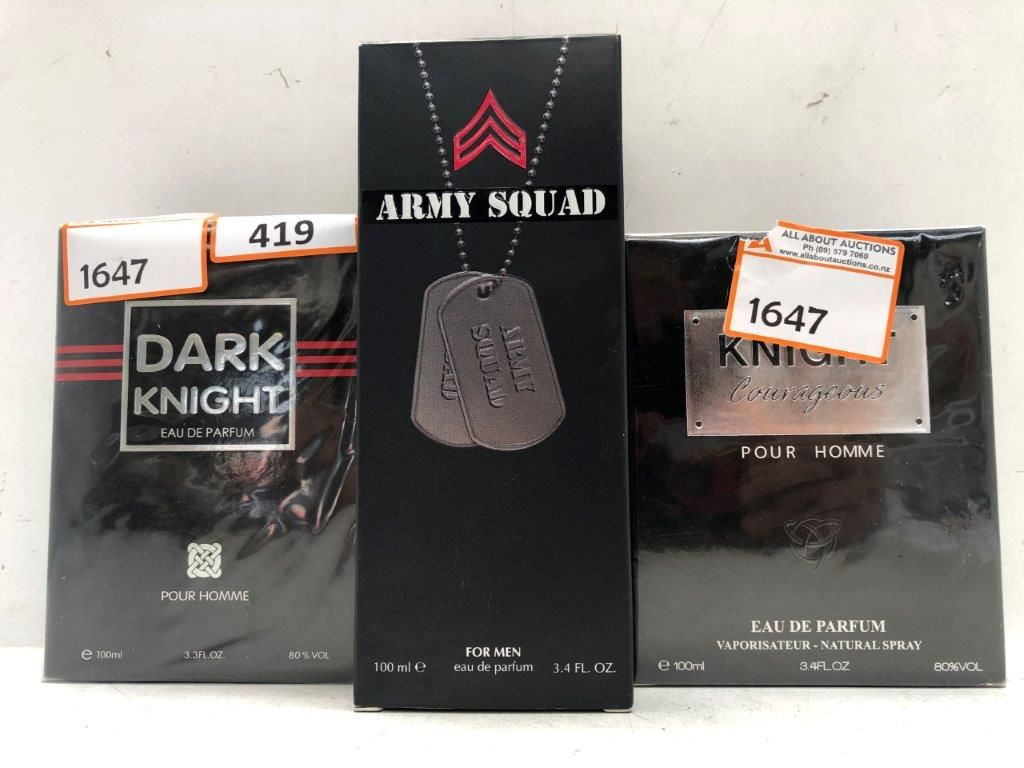 1647
419
DARK
KNIGHT
EAU DE PARFUM
POUR HOMME
e 100ml 3.3FL.OZ. 80% VOL
ARMY SQUAD
ARMY
SQUAD
FOR MEN
100 ml e eau de parfum 3.4 FL. OZ.
ALL ABOUT AUCTIONS
Ph (09) 579 7060
www.allaboutauctions.co.nz
1647
KNIGHT
Courageous
POUR HOMME
EAU DE PARFUM
VAPORISATEUR - NATURAL SPRAY
e 100ml 3.4FL.OZ 80%VOL